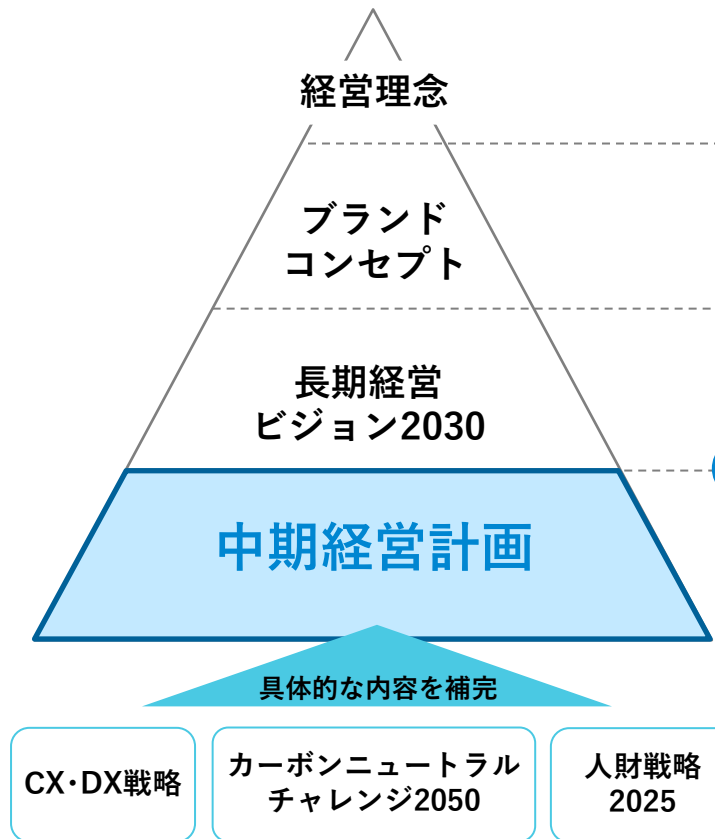 経営理念
ブランド
コンセプト
長期経営
ビジョン2030
中期経営計画
具体的な内容を補完
CX・DX戦略
カーボンニュートラル
チャレンジ2050
人財戦略
2025